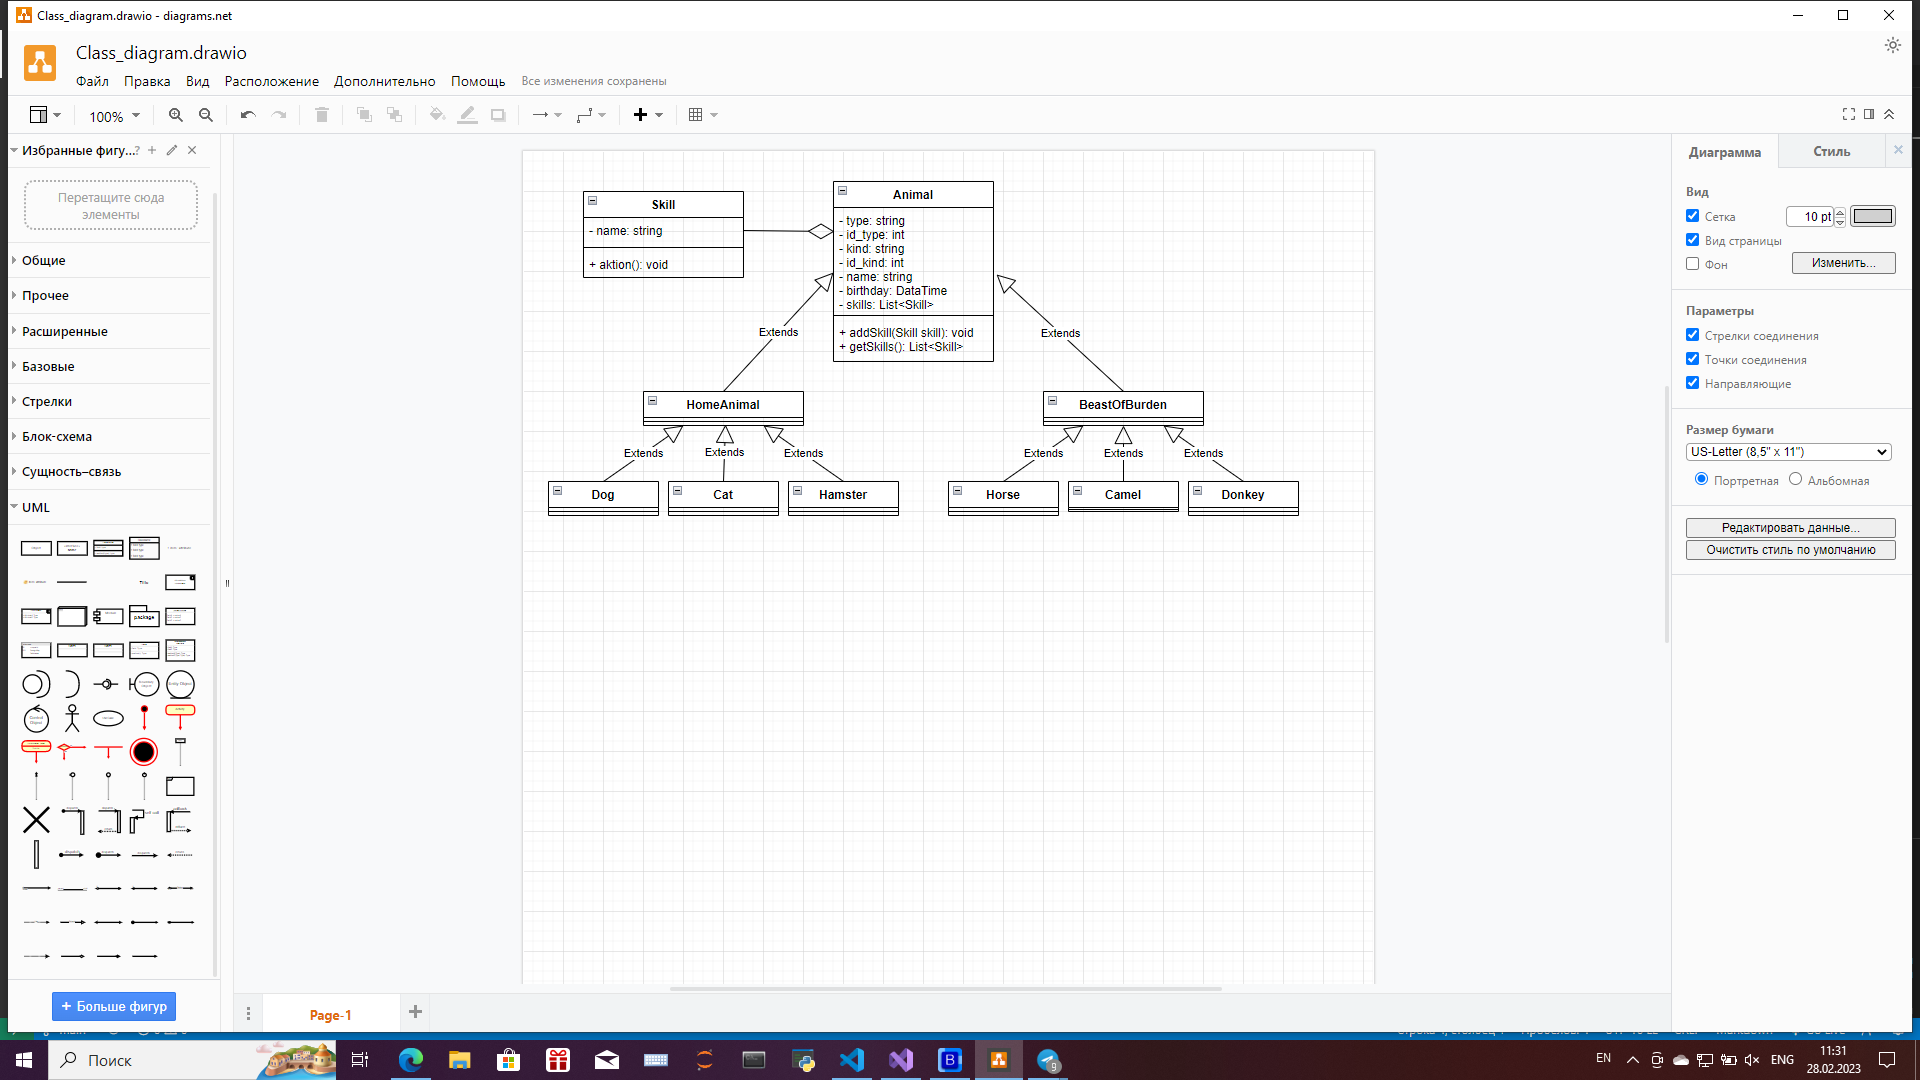 Class_diagram.drawio - diagrams.net
Class_diagram.drawio
Файл Правка Вид Расположение Дополнительно Помощь Все изменения сохранены
100%
Избранные фигу...?
Перетащите сюда
элементы
Общие
Прочее
Расширенные
Базовые
Стрелки
Блок-схема
Сущность–связь
UML
Title
package
+ Больше фигур
Skill
- name: string
+ aktion(): void
Animal
- type: string
- id_type: int
- kind: string
- id_kind: int
- name: string
- birthday: DataTime
- skills: List<Skill>
+ addSkill(Skill skill): void
+ getSkills(): List<Skill>
Extends
Extends
HomeAnimal
BeastOfBurden
Extends
Extends
Extends
Extends
Extends
Extends
Dog
Cat
Hamster
Horse
Camel
Donkey
Page-1
Диаграмма
Стиль
Вид
Сетка
10 pt
Вид страницы
Фон
Изменить...
Параметры
Стрелки соединения
Точки соединения
Направляющие
Размер бумаги
US-Letter (8,5" x 11")
Портретная
Альбомная
Редактировать данные...
Очистить стиль по умолчанию
Поиск
9
EN
ENG
11:31
28.02.2023